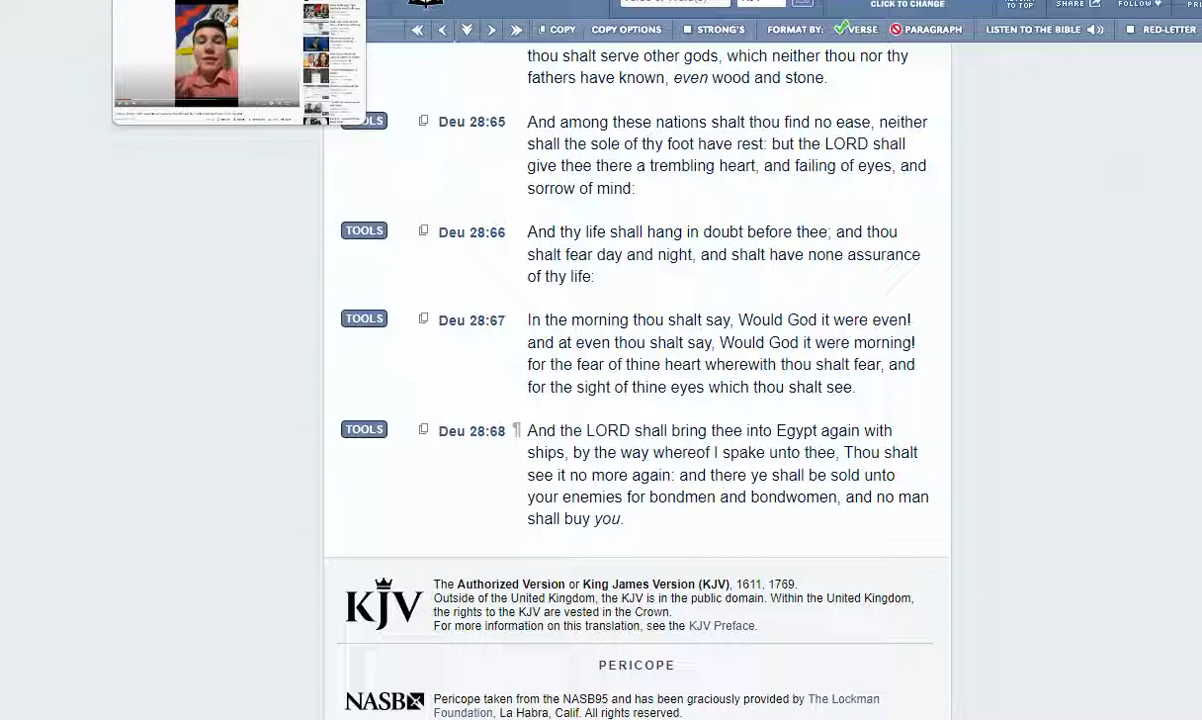 CLICK TO CHANGE
TO TOP
SHARE
FOLLOW
COPY
COPY OPTIONS
STRONG'S
FORMAT BY:
VERSE
PARAGRAPH
LISTEN TO THE BIBLE
RED-LETTER
thou shalt serve other gods, which neither thou nor thy
fathers have known, even wood and stone.
TOOLS
Deu 28:65
And among these nations shalt thou find no ease, neither
shall the sole of thy foot have rest: but the LORD shall
give thee there a trembling heart, and failing of eyes, and
sorrow of mind:
TOOLS
Deu 28:66
And thy life shall hang in doubt before thee; and thou
shalt fear day and night, and shalt have none assurance
of thy life:
TOOLS
Deu 28:67
In the morning thou shalt say, Would God it were even!
and at even thou shalt say, Would God it were morning!
for the fear of thine heart wherewith thou shalt fear, and
for the sight of thine eyes which thou shalt see.
TOOLS
Deu 28:68
¶ And the LORD shall bring thee into Egypt again with
ships, by the way whereof I spake unto thee, Thou shalt
see it no more again: and there ye shall be sold unto
your enemies for bondmen and bondwomen, and no man
shall buy you.
KJV
The Authorized Version or King James Version (KJV), 1611, 1769.
Outside of the United Kingdom, the KJV is in the public domain. Within the United Kingdom,
the rights to the KJV are vested in the Crown.
For more information on this translation, see the KJV Preface.
PERICOPE
NASB
Pericope taken from the NASB95 and has been graciously provided by The Lockman
Foundation, La Habra, Calif. All rights reserved.